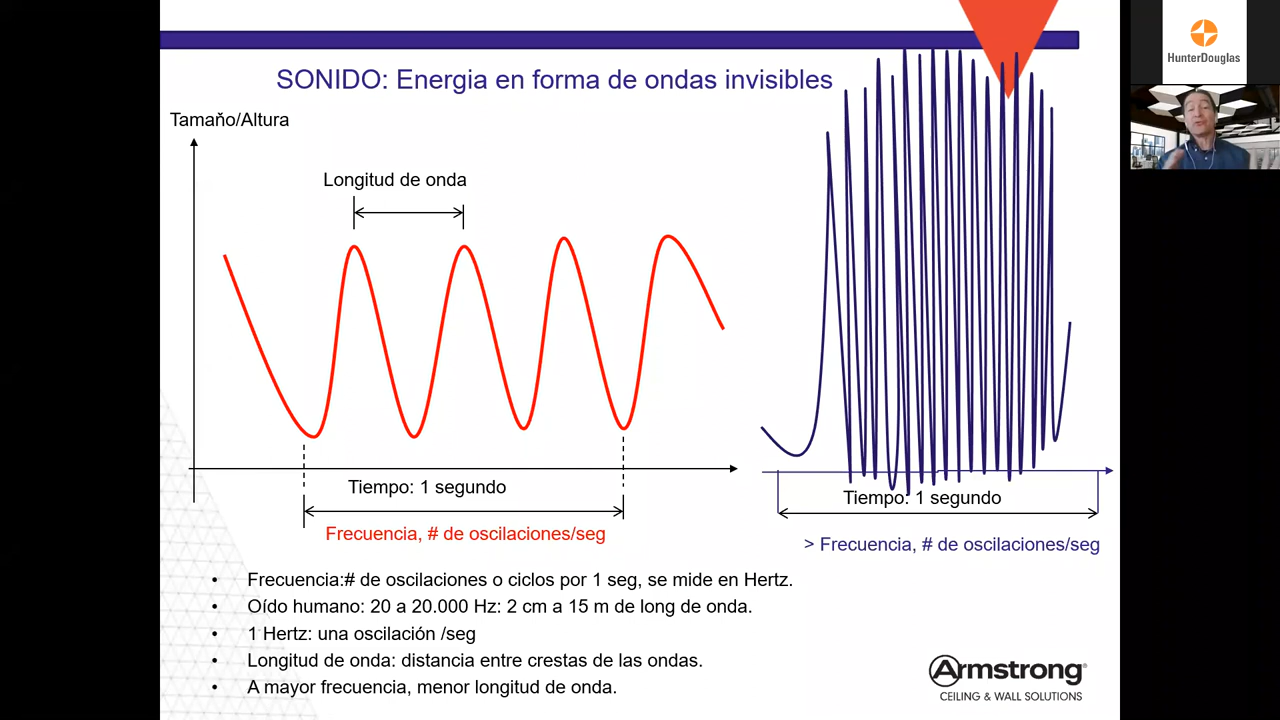 SONIDO: Energia en forma de ondas invisibles
HunterDouglas
Tamaňo/Altura
Longitud de onda
Tiempo: 1 segundo
Frecuencia, # de oscilaciones/seg
Tiempo: 1 segundo
> Frecuencia, # de oscilaciones/seg
• Frecuencia:# de oscilaciones o ciclos por 1 seg, se mide en Hertz.
• Oído humano: 20 a 20.000 Hz: 2 cm a 15 m de long de onda.
• 1 Hertz: una oscilación /seg
• Longitud de onda: distancia entre crestas de las ondas.
• A mayor frecuencia, menor longitud de onda.
Armstrong®
CEILING & WALL SOLUTIONS